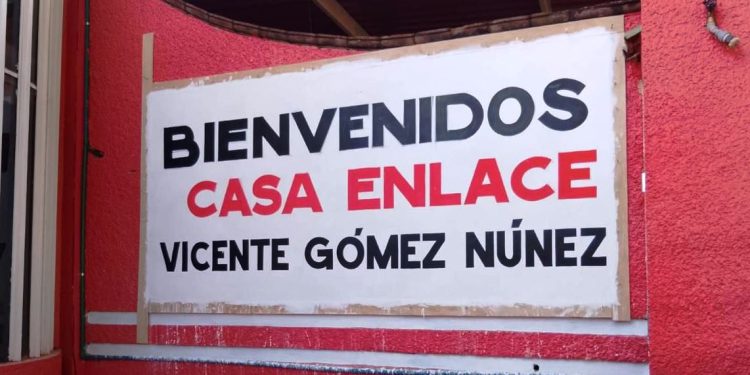 BIENVENIDOS
CASA ENLACE
VICENTE GÓMEZ NÚNEZ